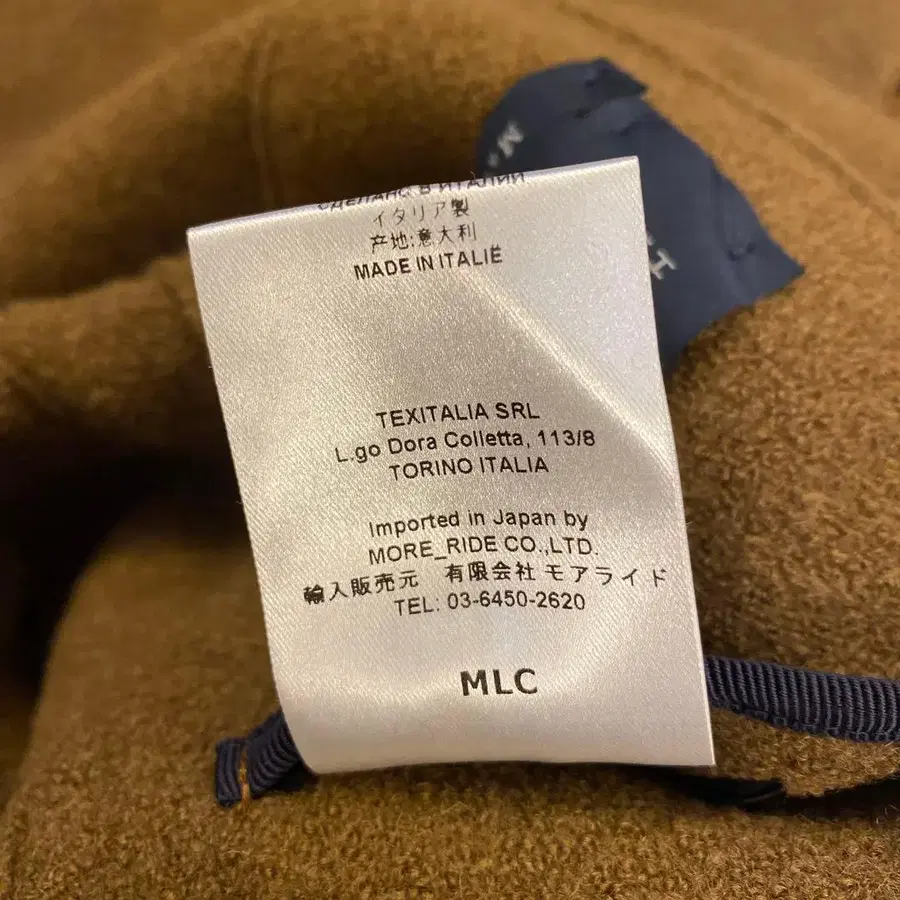 СДЕЛАНО В ИТАЛИИ
イタリア製
产地:意大利
MADE IN ITALIË
TEXITALIA SRL
L.go Dora Colletta, 113/8
TORINO ITALIA
Imported in Japan by
MORE_RIDE CO.,LTD.
輸入販売元 有限会社 モアライド
TEL: 03-6450-2620
MLC